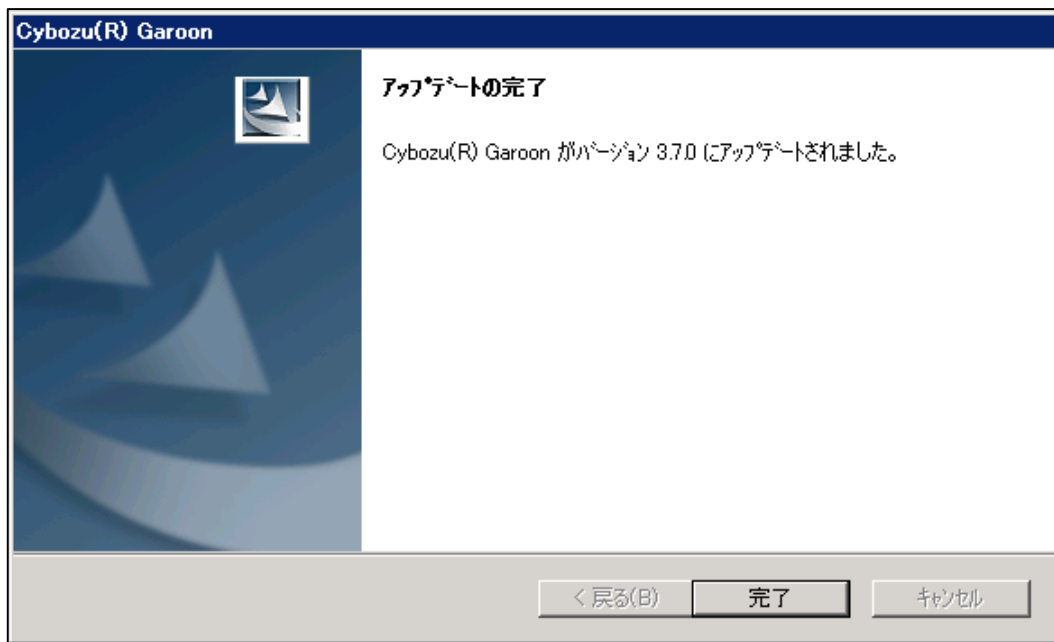 Cybozu(R) Garoon
ｱｯﾌﾟﾃﾞｰﾄの完了
Cybozu(R) Garoon がﾊﾞｰｼﾞｮﾝ 3.7.0 にｱｯﾌﾟﾃﾞｰﾄされました。
< 戻る(B)
完了
ｷｬﾝｾﾙ